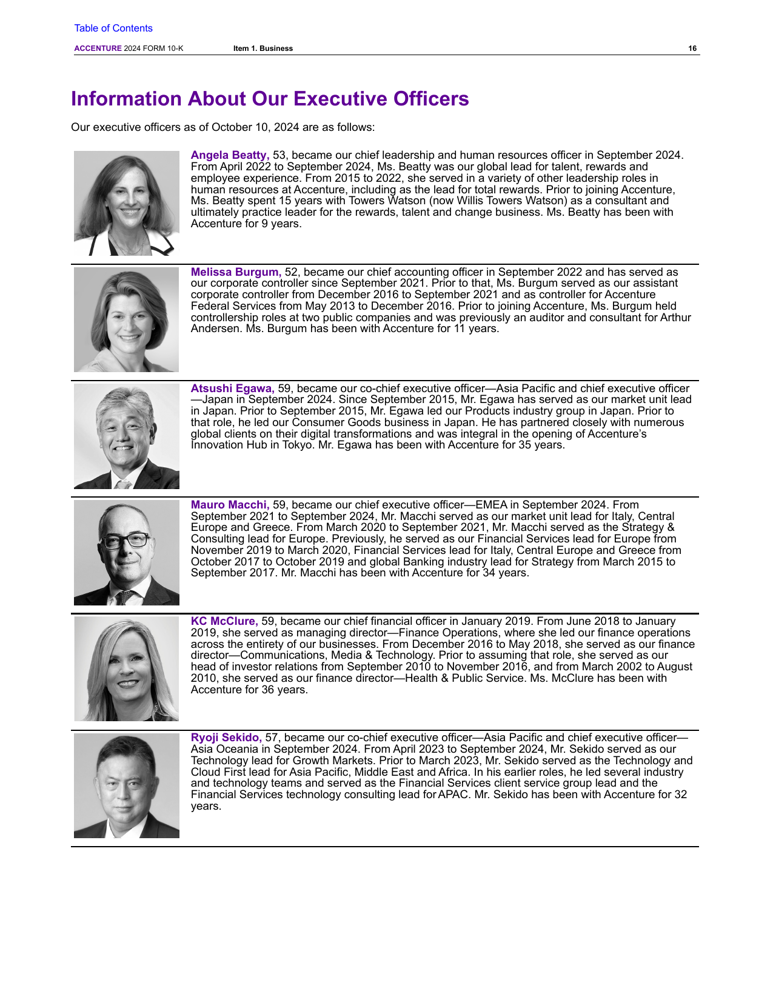 Table of Contents
ACCENTURE 2024 FORM 10-K Item 1. Business 16
Information About Our Executive Officers
Our executive officers as of October 10, 2024 are as follows:
Angela Beatty, 53, became our chief leadership and human resources officer in September 2024.
From April 2022 to September 2024, Ms. Beatty was our global lead for talent, rewards and
employee experience. From 2015 to 2022, she served in a variety of other leadership roles in
human resources at Accenture, including as the lead for total rewards. Prior to joining Accenture,
Ms. Beatty spent 15 years with Towers Watson (now Willis Towers Watson) as a consultant and
ultimately practice leader for the rewards, talent and change business. Ms. Beatty has been with
Accenture for 9 years.
Melissa Burgum, 52, became our chief accounting officer in September 2022 and has served as
our corporate controller since September 2021. Prior to that, Ms. Burgum served as our assistant
corporate controller from December 2016 to September 2021 and as controller for Accenture
Federal Services from May 2013 to December 2016. Prior to joining Accenture, Ms. Burgum held
controllership roles at two public companies and was previously an auditor and consultant for Arthur
Andersen. Ms. Burgum has been with Accenture for 11 years.
Atsushi Egawa, 59, became our co-chief executive officer—Asia Pacific and chief executive officer
—Japan in September 2024. Since September 2015, Mr. Egawa has served as our market unit lead
in Japan. Prior to September 2015, Mr. Egawa led our Products industry group in Japan. Prior to
that role, he led our Consumer Goods business in Japan. He has partnered closely with numerous
global clients on their digital transformations and was integral in the opening of Accenture's
Innovation Hub in Tokyo. Mr. Egawa has been with Accenture for 35 years.
Mauro Macchi, 59, became our chief executive officer—EMEA in September 2024. From
September 2021 to September 2024, Mr. Macchi served as our market unit lead for Italy, Central
Europe and Greece. From March 2020 to September 2021, Mr. Macchi served as the Strategy &
Consulting lead for Europe. Previously, he served as our Financial Services lead for Europe from
November 2019 to March 2020, Financial Services lead for Italy, Central Europe and Greece from
October 2017 to October 2019 and global Banking industry lead for Strategy from March 2015 to
September 2017. Mr. Macchi has been with Accenture for 34 years.
KC McClure, 59, became our chief financial officer in January 2019. From June 2018 to January
2019, she served as managing director—Finance Operations, where she led our finance operations
across the entirety of our businesses. From December 2016 to May 2018, she served as our finance
director—Communications, Media & Technology. Prior to assuming that role, she served as our
head of investor relations from September 2010 to November 2016, and from March 2002 to August
2010, she served as our finance director—Health & Public Service. Ms. McClure has been with
Accenture for 36 years.
Ryoji Sekido, 57, became our co-chief executive officer—Asia Pacific and chief executive officer—
Asia Oceania in September 2024. From April 2023 to September 2024, Mr. Sekido served as our
Technology lead for Growth Markets. Prior to March 2023, Mr. Sekido served as the Technology and
Cloud First lead for Asia Pacific, Middle East and Africa. In his earlier roles, he led several industry
and technology teams and served as the Financial Services client service group lead and the
Financial Services technology consulting lead for APAC. Mr. Sekido has been with Accenture for 32
years.